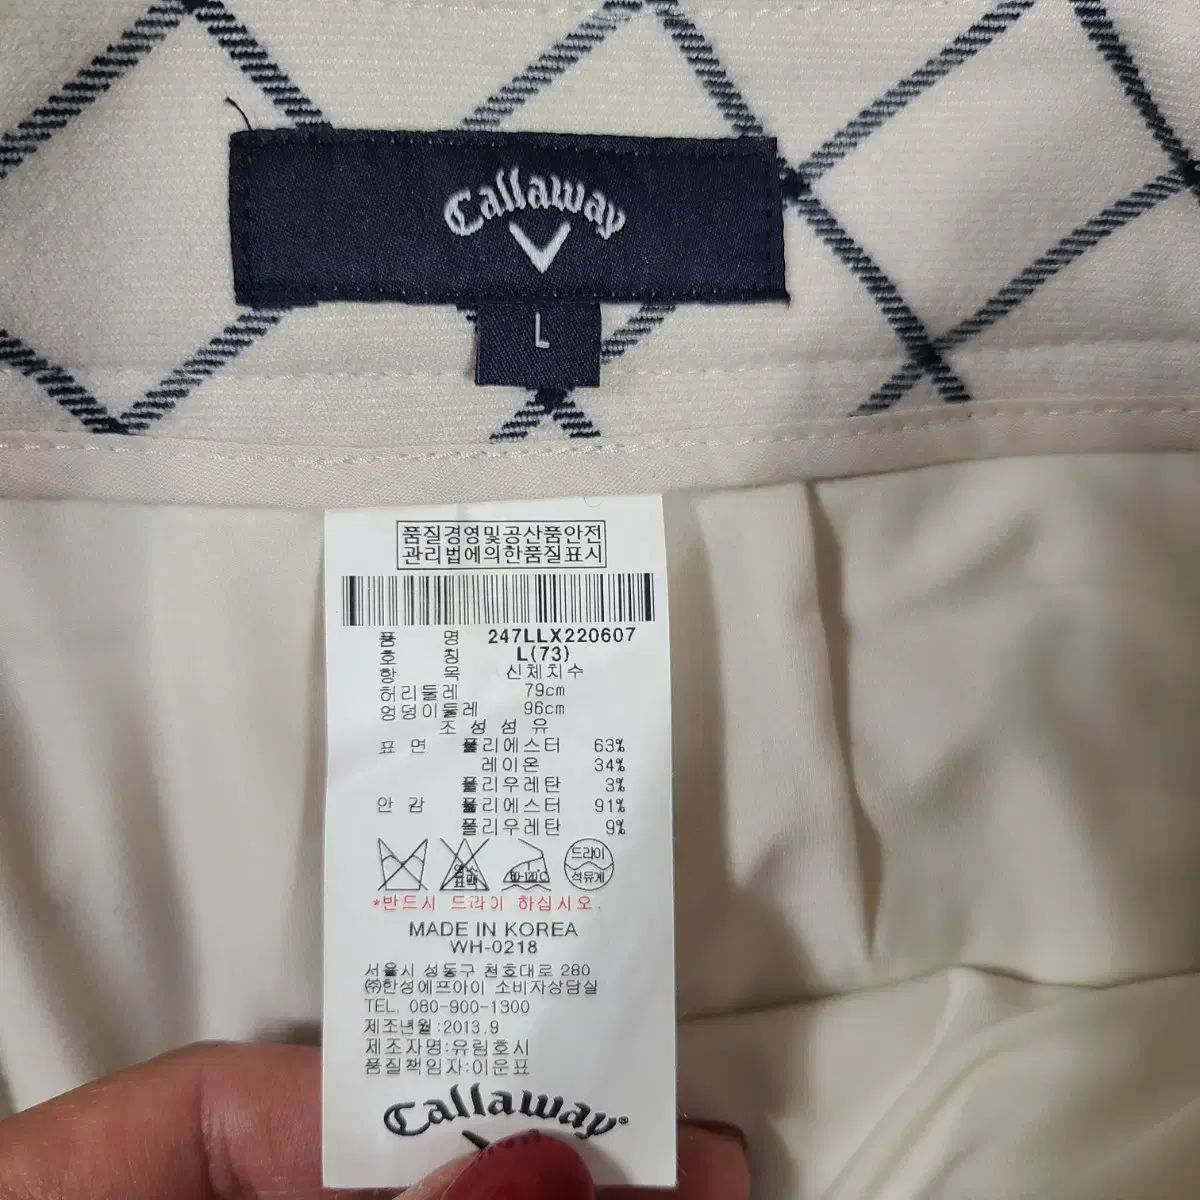 Callaway
L
품질경영및공산품안전
관리법에의한품질표시
품 명 247LLX220607
호 칭 L(73)
항 목 신체치수
허리둘레 79cm
엉덩이둘레 96cm
조 성 섬 유
표 면 폴리에스터 63%
레이온 34%
폴리우레탄 3%
안 감 폴리에스터 91%
폴리우레탄 9%
염소
표백
80-120℃
드라이
석유계
*반드시 드라이 하십시오.
MADE IN KOREA
WH-0218
서울시 성동구 천호대로 280
㈜한성에프아이 소비자상담실
TEL. 080-900-1300
제조년월:2013.9
제조자명:유림호시
품질책임자:이운표
Callaway®